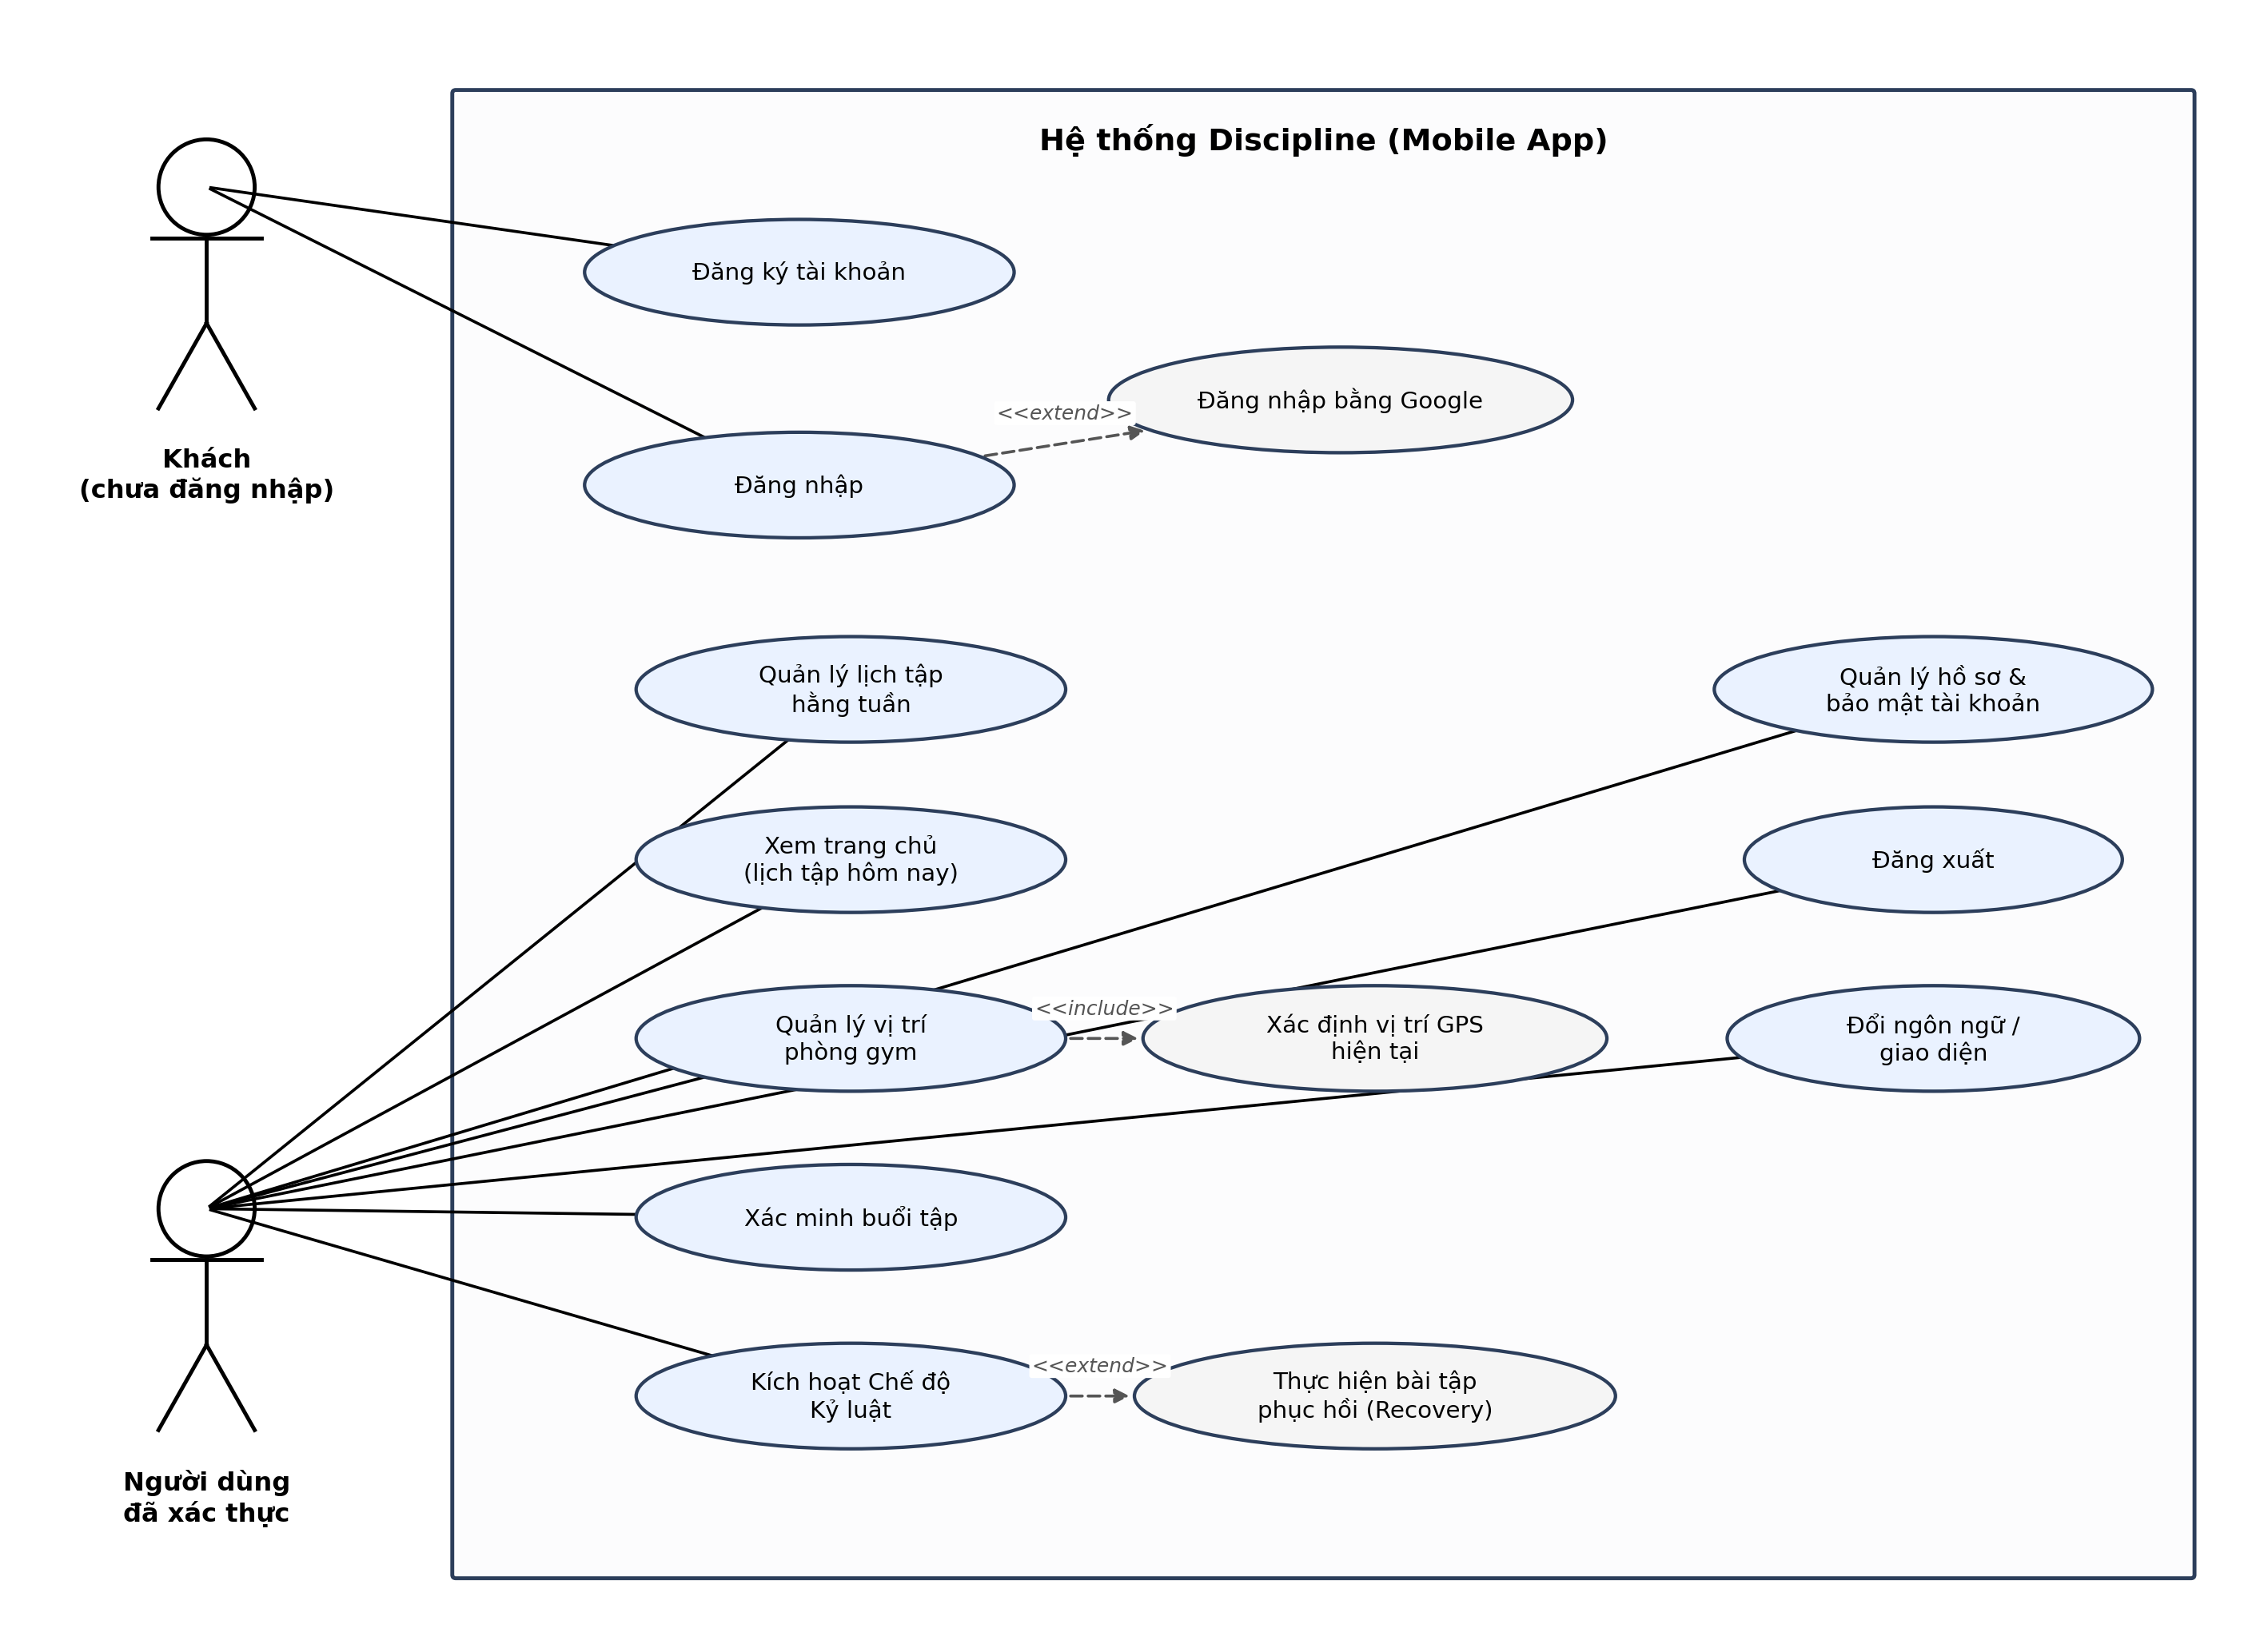 Hệ thống Discipline (Mobile App)
Khách
(chưa đăng nhập)
Đăng ký tài khoản
<<extend>>
Đăng nhập bằng Google
Đăng nhập
Quản lý lịch tập
hằng tuần
Quản lý hồ sơ &
bảo mật tài khoản
Xem trang chủ
(lịch tập hôm nay)
Đăng xuất
Quản lý vị trí
phòng gym
<<include>>
Xác định vị trí GPS
hiện tại
Đổi ngôn ngữ /
giao diện
Xác minh buổi tập
Kích hoạt Chế độ
Kỷ luật
<<extend>>
Thực hiện bài tập
phục hồi (Recovery)
Người dùng
đã xác thực